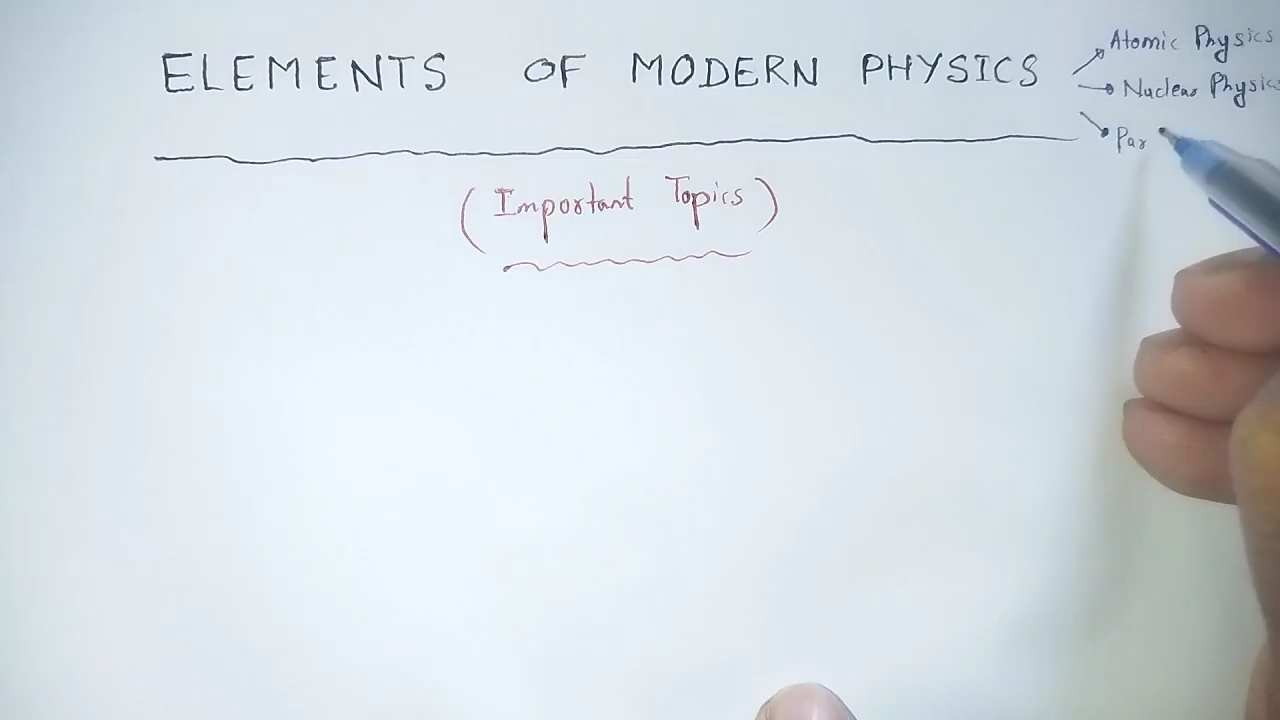 ELEMENTS OF MODERN PHYSICS
Atomic Physics
Nuclear Physics
Par
(Important Topics)